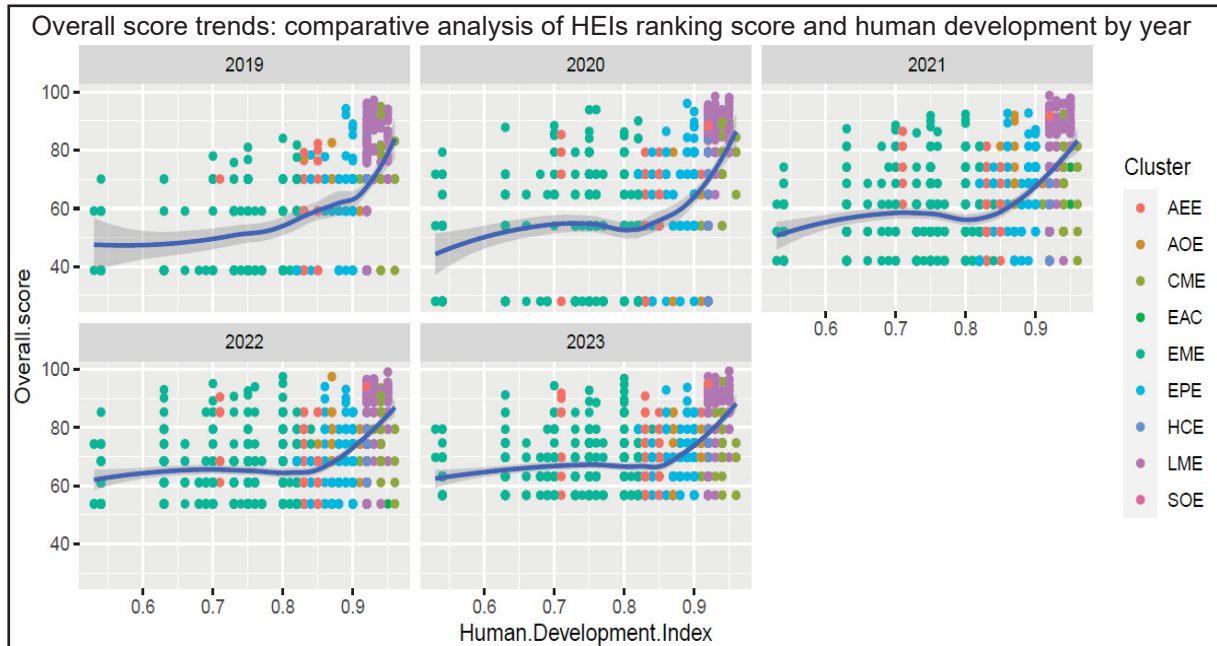 Overall score trends: comparative analysis of HEIs ranking score and human development by year
2019
2020
2021
100
80
60
40
0.6
0.7
0.8
0.9
2022
2023
100
80
60
40
0.6
0.7
0.8
0.9
0.6
0.7
0.8
0.9
Overall.score
Human.Development.Index
Cluster
AEE
AOE
CME
EAC
EME
EPE
HCE
LME
SOE